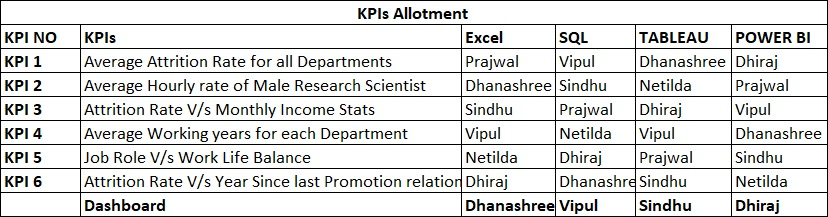 KPIs Allotment
KPI NO KPIs Excel SQL TABLEAU POWER BI
KPI 1 Average Attrition Rate for all Departments Prajwal Vipul Dhanashree Dhiraj
KPI 2 Average Hourly rate of Male Research Scientist Dhanashree Sindhu Netilda Prajwal
KPI 3 Attrition Rate V/s Monthly Income Stats Sindhu Prajwal Dhiraj Vipul
KPI 4 Average Working years for each Department Vipul Netilda Vipul Dhanashree
KPI 5 Job Role V/s Work Life Balance Netilda Dhiraj Prajwal Sindhu
KPI 6 Attrition Rate V/s Year Since last Promotion relation Dhiraj Dhanashre Sindhu Netilda
Dashboard Dhanashree Vipul Sindhu Dhiraj